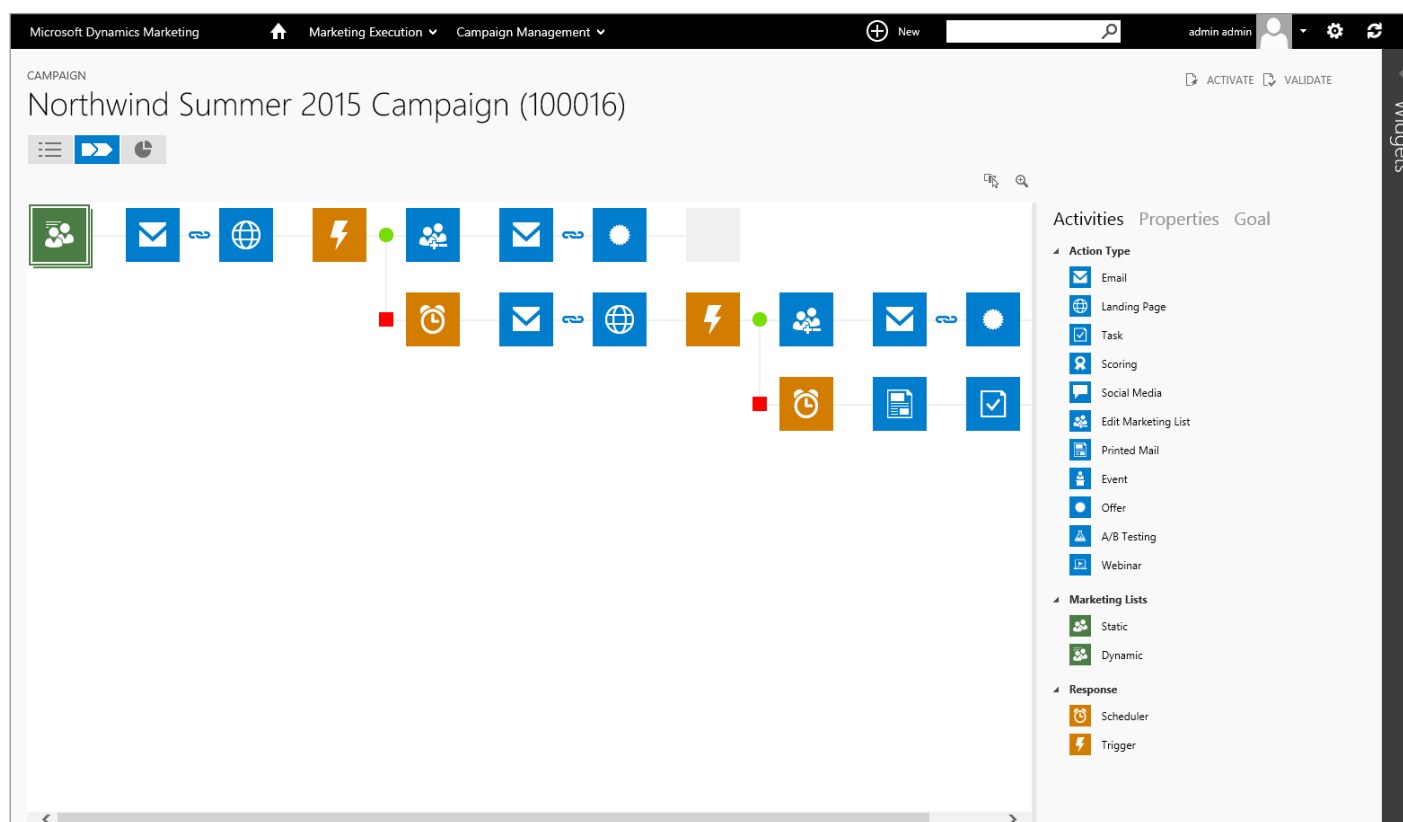 Microsoft Dynamics Marketing Marketing Execution Campaign Management New admin admin
CAMPAIGN
ACTIVATE VALIDATE
Northwind Summer 2015 Campaign (100016)
Widgets
Activities Properties Goal
Action Type
Email
Landing Page
Task
Scoring
Social Media
Edit Marketing List
Printed Mail
Event
Offer
A/B Testing
Webinar
Marketing Lists
Static
Dynamic
Response
Scheduler
Trigger